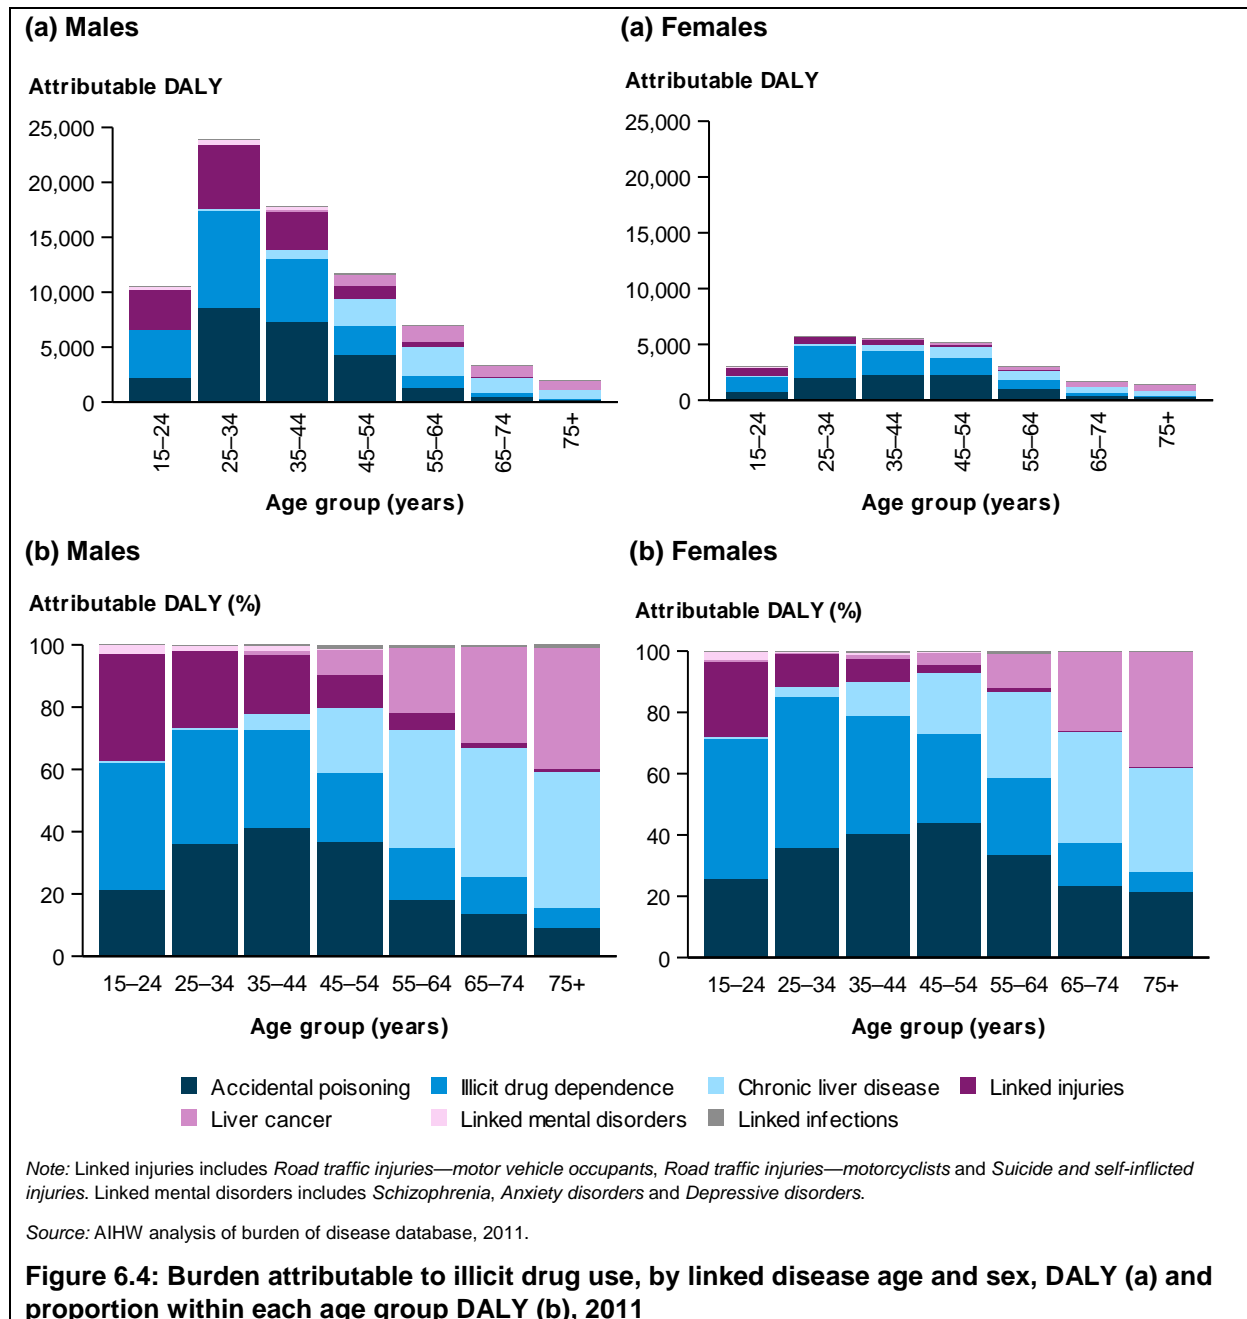 (a) Males
(a) Females
Attributable DALY
Attributable DALY
25,000
20,000
15,000
10,000
5,000
0
15–24
25–34
35–44
45–54
55–64
65–74
75+
Age group (years)
25,000
20,000
15,000
10,000
5,000
0
15–24
25–34
35–44
45–54
55–64
65–74
75+
Age group (years)
(b) Males
(b) Females
Attributable DALY (%)
Attributable DALY (%)
100
80
60
40
20
0
15–24 25–34 35–44 45–54 55–64 65–74 75+
Age group (years)
100
80
60
40
20
0
15–24 25–34 35–44 45–54 55–64 65–74 75+
Age group (years)
Accidental poisoning Illicit drug dependence Chronic liver disease Linked injuries
Liver cancer Linked mental disorders Linked infections
Note: Linked injuries includes Road traffic injuries—motor vehicle occupants, Road traffic injuries—motorcyclists and Suicide and self-inflicted
injuries. Linked mental disorders includes Schizophrenia, Anxiety disorders and Depressive disorders.
Source: AIHW analysis of burden of disease database, 2011.
Figure 6.4: Burden attributable to illicit drug use, by linked disease age and sex, DALY (a) and
proportion within each age group DALY (b), 2011